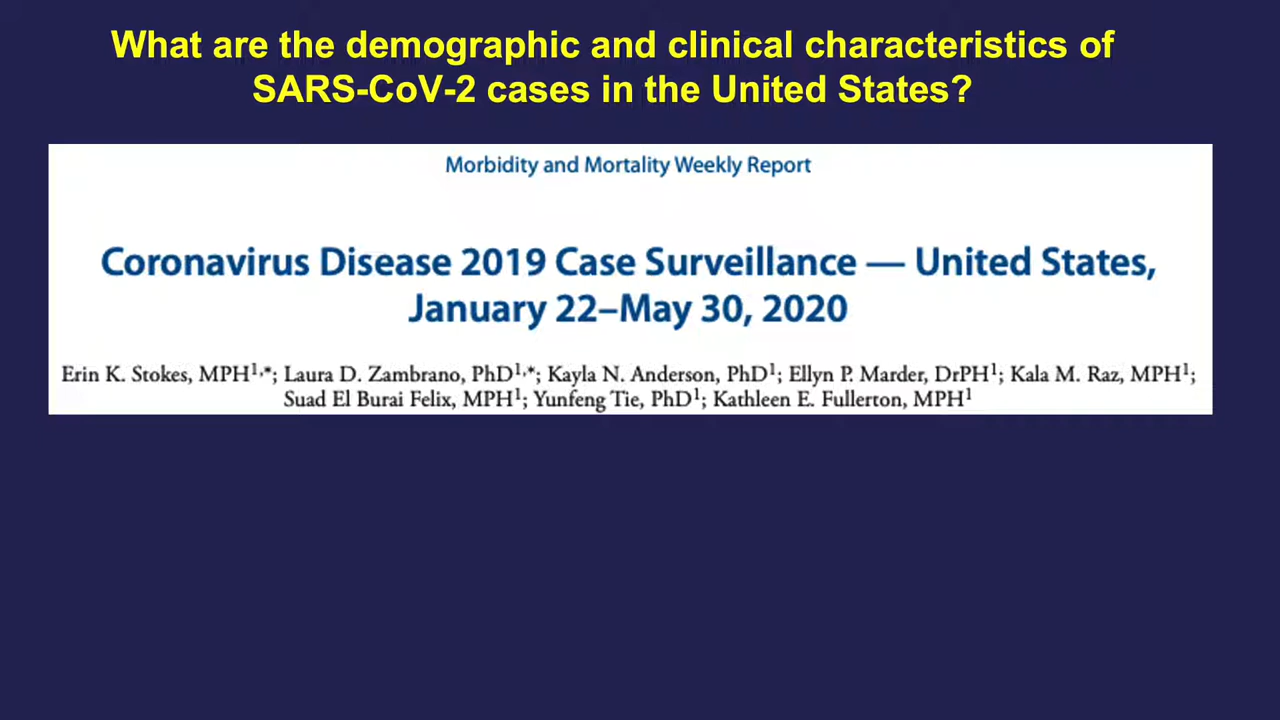 What are the demographic and clinical characteristics of
SARS-CoV-2 cases in the United States?
Morbidity and Mortality Weekly Report
Coronavirus Disease 2019 Case Surveillance — United States,
January 22–May 30, 2020
Erin K. Stokes, MPH1,*; Laura D. Zambrano, PhD1,*; Kayla N. Anderson, PhD1; Ellyn P. Marder, DrPH1; Kala M. Raz, MPH1;
Suad El Burai Felix, MPH1; Yunfeng Tie, PhD1; Kathleen E. Fullerton, MPH1